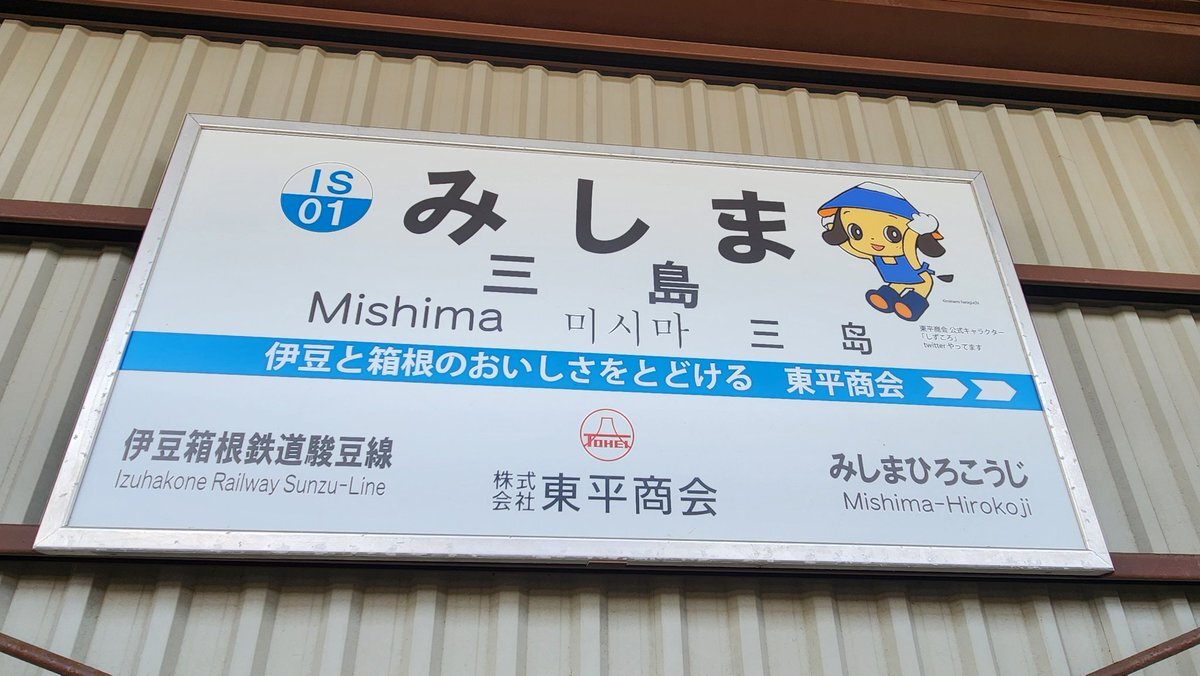 IS
01
みしま
三島
Mishima 미시마 三岛
東平商会 公式キャラクター
「しずころ」
twitter やってます
伊豆と箱根のおいしさをとどける 東平商会
伊豆箱根鉄道駿豆線
Izuhakone Railway Sunzu-Line
TOHEI
株式会社 東平商会
みしまひろこうじ
Mishima-Hirokoji